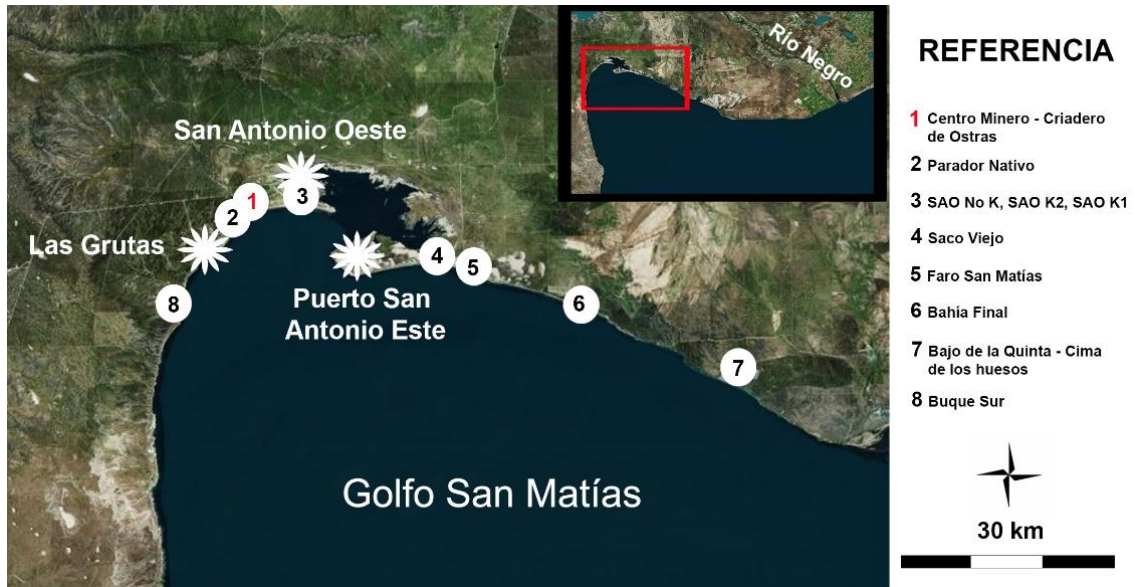 Río Negro
San Antonio Oeste
1
3
2
Las Grutas
4
5
8
Puerto San
Antonio Este
6
7
Golfo San Matías
REFERENCIA
1 Centro Minero - Criadero
de Ostras
2 Parador Nativo
3 SAO No K, SAO K2, SAO K1
4 Saco Viejo
5 Faro San Matías
6 Bahía Final
7 Bajo de la Quinta - Cima
de los huesos
8 Buque Sur
30 km